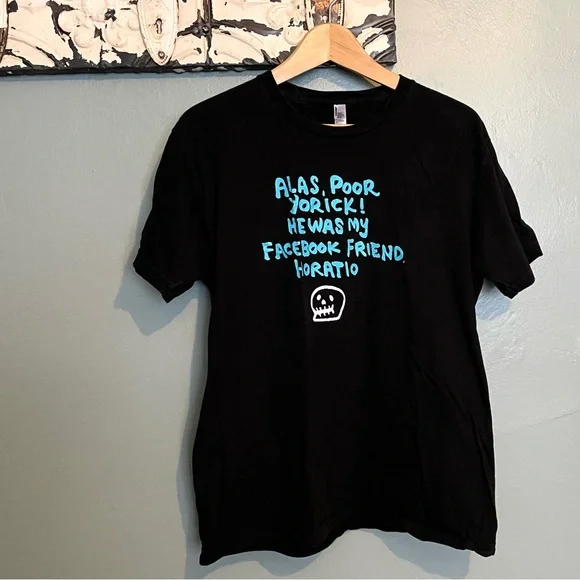 ALAS, POOR
YORICK!
HE WAS MY
FACEBOOK FRIEND,
HORATIO